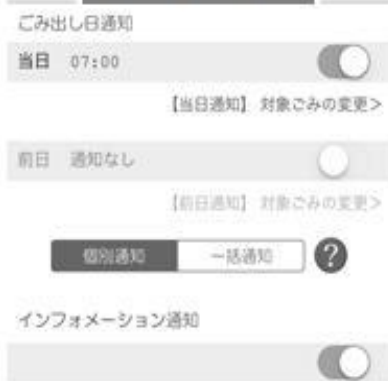 ごみ出し日通知
当日 07:00
【当日通知】 対象ごみの変更>
前日 通知なし
【前日通知】 対象ごみの変更>
個別通知 一括通知 ?
インフォメーション通知